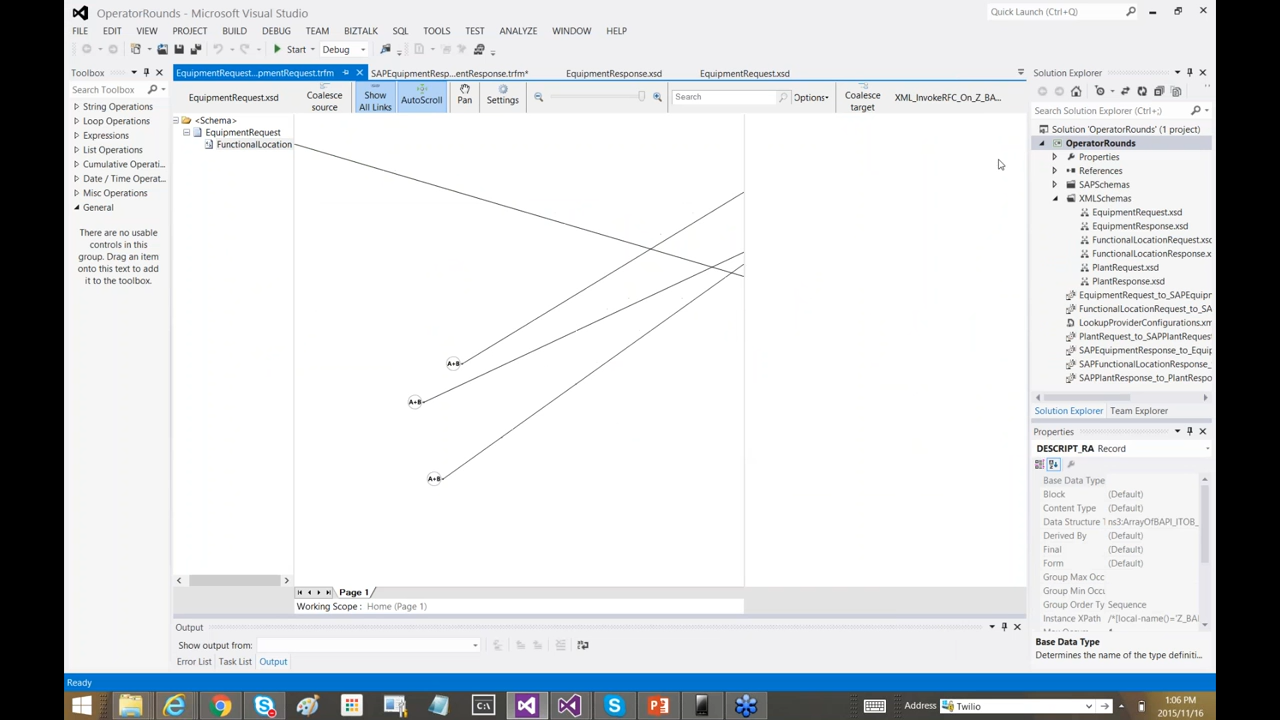 OperatorRounds - Microsoft Visual Studio
Quick Launch (Ctrl+Q)
FILE EDIT VIEW PROJECT BUILD DEBUG TEAM BIZTALK SQL TOOLS TEST ANALYZE WINDOW HELP
Start Debug
Toolbox
Search Toolbox
String Operations
Loop Operations
Expressions
List Operations
Cumulative Operati...
Date / Time Operat...
Misc Operations
General
There are no usable
controls in this
group. Drag an item
onto this text to add
it to the toolbox.
EquipmentRequest...pmentRequest.trfm
SAPEquipmentResp...entResponse.trfm*
EquipmentResponse.xsd
EquipmentRequest.xsd
EquipmentRequest.xsd
Coalesce
source
Show
All Links
AutoScroll
Pan
Settings
Search
Options
Coalesce
target
XML_InvokeRFC_On_Z_BA...
<Schema>
EquipmentRequest
FunctionalLocation
A+B
A+B
A+B
Page 1
Working Scope : Home (Page 1)
Output
Show output from:
Error List Task List Output
Solution Explorer
Search Solution Explorer (Ctrl+;)
Solution 'OperatorRounds' (1 project)
OperatorRounds
Properties
References
SAPSchemas
XMLSchemas
EquipmentRequest.xsd
EquipmentResponse.xsd
FunctionalLocationRequest.xsd
FunctionalLocationResponse.x
PlantRequest.xsd
PlantResponse.xsd
EquipmentRequest_to_SAPEquipr
FunctionalLocationRequest_to_SA
LookupProviderConfigurations.xm
PlantRequest_to_SAPPlantReques
SAPEquipmentResponse_to_Equip
SAPFunctionalLocationResponse_
SAPPlantResponse_to_PlantRespo
Solution Explorer Team Explorer
Properties
DESCRIPT_RA Record
Base Data Type
Block (Default)
Content Type (Default)
Data Structure T ns3:ArrayOfBAPI_ITOB_
Derived By (Default)
Final (Default)
Form (Default)
Group Max Occ
Group Min Occu
Group Order Ty Sequence
Instance XPath /*[local-name()='Z_BA
Base Data Type
Determines the name of the type definiti...
Ready
Address Twilio
1:06 PM
2015/11/16